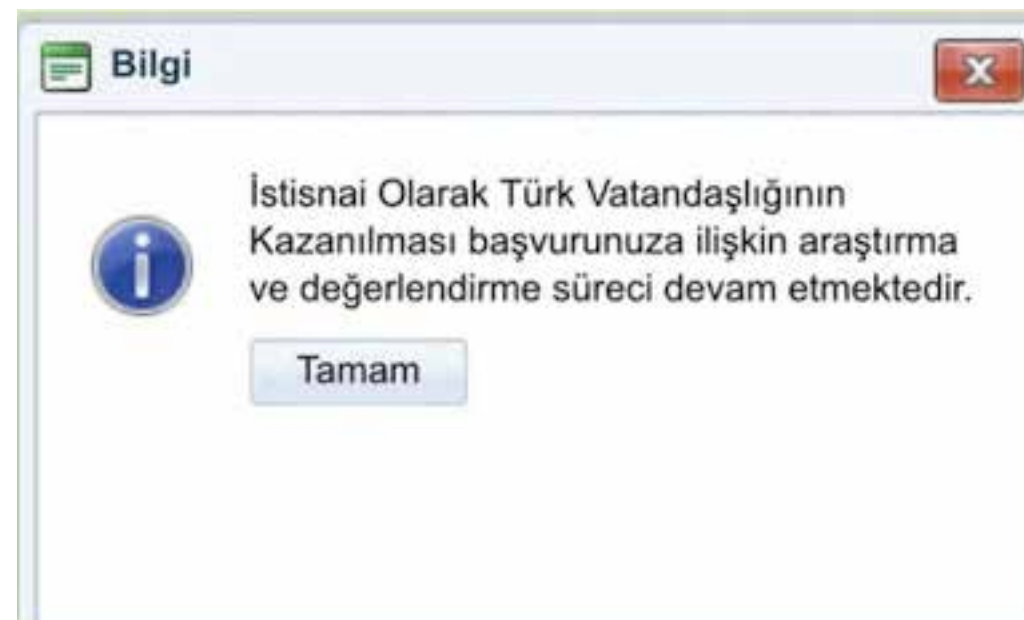 Bilgi
İstisnai Olarak Türk Vatandaşlığının
Kazanılması başvurunuza ilişkin araştırma
ve değerlendirme süreci devam etmektedir.
Tamam